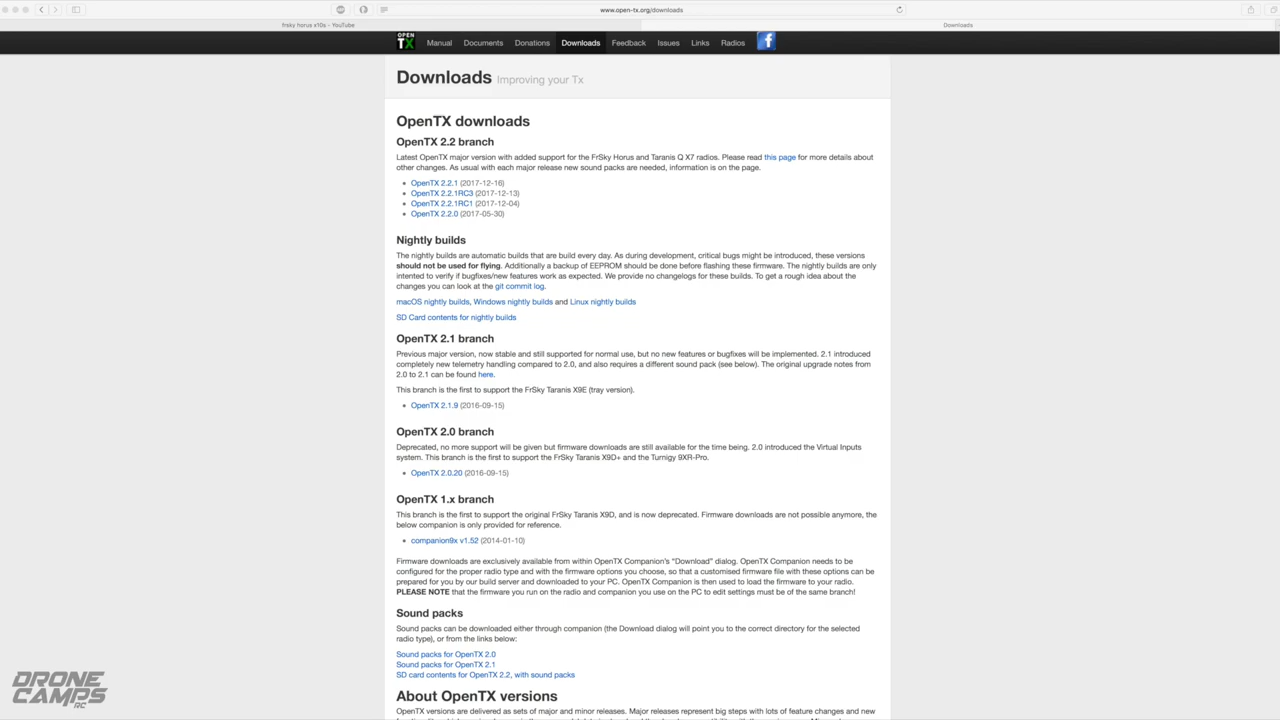 www.open-tx.org/downloads
frsky horus x10s - YouTube
Downloads
OPEN
TX
Manual
Documents
Donations
Downloads
Feedback
Issues
Links
Radios
f
Downloads Improving your Tx
OpenTX downloads
OpenTX 2.2 branch
Latest OpenTX major version with added support for the FrSky Horus and Taranis Q X7 radios. Please read this page for more details about
other changes. As usual with each major release new sound packs are needed, information is on the page.
OpenTX 2.2.1 (2017-12-16)
OpenTX 2.2.1RC3 (2017-12-13)
OpenTX 2.2.1RC1 (2017-12-04)
OpenTX 2.2.0 (2017-05-30)
Nightly builds
The nightly builds are automatic builds that are build every day. As during development, critical bugs might be introduced, these versions
should not be used for flying. Additionally a backup of EEPROM should be done before flashing these firmware. The nightly builds are only
intented to verify if bugfixes/new features work as expected. We provide no changelogs for these builds. To get a rough idea about the
changes you can look at the git commit log.
macOS nightly builds, Windows nightly builds and Linux nightly builds
SD Card contents for nightly builds
OpenTX 2.1 branch
Previous major version, now stable and still supported for normal use, but no new features or bugfixes will be implemented. 2.1 introduced
completely new telemetry handling compared to 2.0, and also requires a different sound pack (see below). The original upgrade notes from
2.0 to 2.1 can be found here.
This branch is the first to support the FrSky Taranis X9E (tray version).
OpenTX 2.1.9 (2016-09-15)
OpenTX 2.0 branch
Deprecated, no more support will be given but firmware downloads are still available for the time being. 2.0 introduced the Virtual Inputs
system. This branch is the first to support the FrSky Taranis X9D+ and the Turnigy 9XR-Pro.
OpenTX 2.0.20 (2016-09-15)
OpenTX 1.x branch
This branch is the first to support the original FrSky Taranis X9D, and is now deprecated. Firmware downloads are not possible anymore, the
below companion is only provided for reference.
companion9x v1.52 (2014-01-10)
Firmware downloads are exclusively available from within OpenTX Companion's "Download" dialog. OpenTX Companion needs to be
configured for the proper radio type and with the firmware options you choose, so that a customised firmware file with these options can be
prepared for you by our build server and downloaded to your PC. OpenTX Companion is then used to load the firmware to your radio.
PLEASE NOTE that the firmware you run on the radio and companion you use on the PC to edit settings must be of the same branch!
Sound packs
Sound packs can be downloaded either through companion (the Download dialog will point you to the correct directory for the selected
radio type), or from the links below:
Sound packs for OpenTX 2.0
Sound packs for OpenTX 2.1
SD card contents for OpenTX 2.2, with sound packs
About OpenTX versions
OpenTX versions are delivered as sets of major and minor releases. Major releases represent big steps with lots of feature changes and new
DRONE
CAMPS
RC